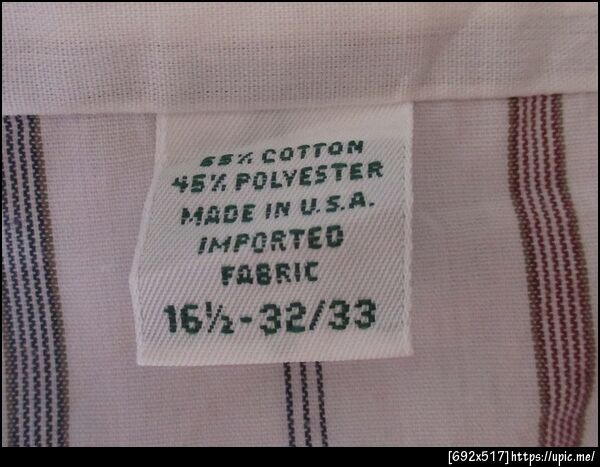 55% COTTON
45% POLYESTER
MADE IN U.S.A.
IMPORTED
FABRIC
16½-32/33
[692x517]https://upic.me/